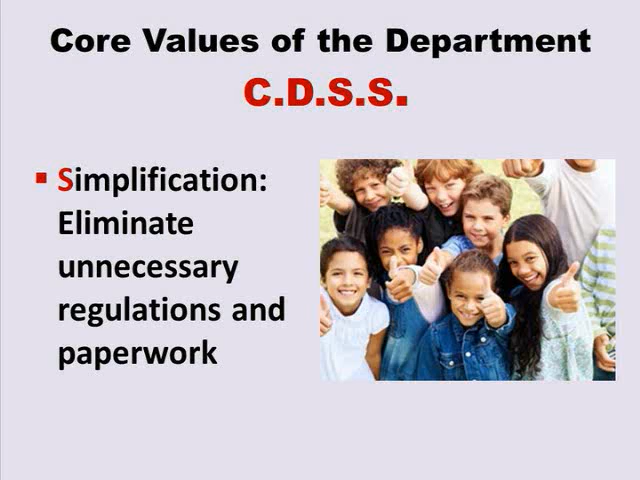 Core Values of the Department
C.D.S.S.
Simplification:
Eliminate
unnecessary
regulations and
paperwork